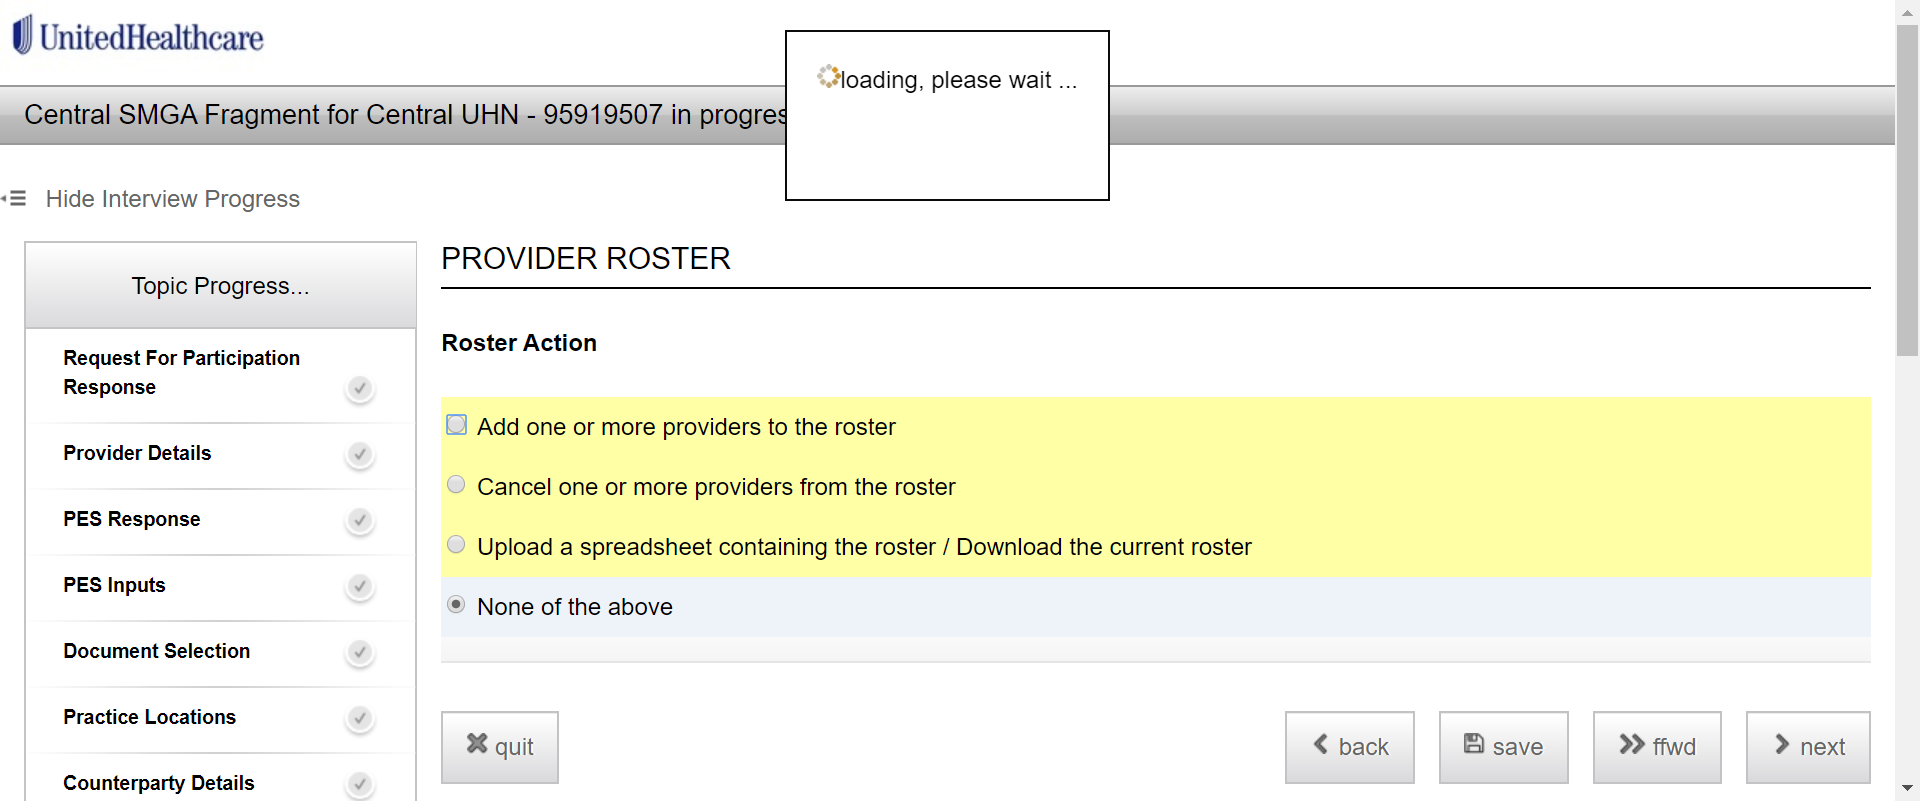 UnitedHealthcare
loading, please wait ...
Central SMGA Fragment for Central UHN - 95919507 in progres
Hide Interview Progress
Topic Progress...
Request For Participation
Response
Provider Details
PES Response
PES Inputs
Document Selection
Practice Locations
Counterparty Details
PROVIDER ROSTER
Roster Action
Add one or more providers to the roster
Cancel one or more providers from the roster
Upload a spreadsheet containing the roster / Download the current roster
None of the above
quit
back
save
ffwd
next